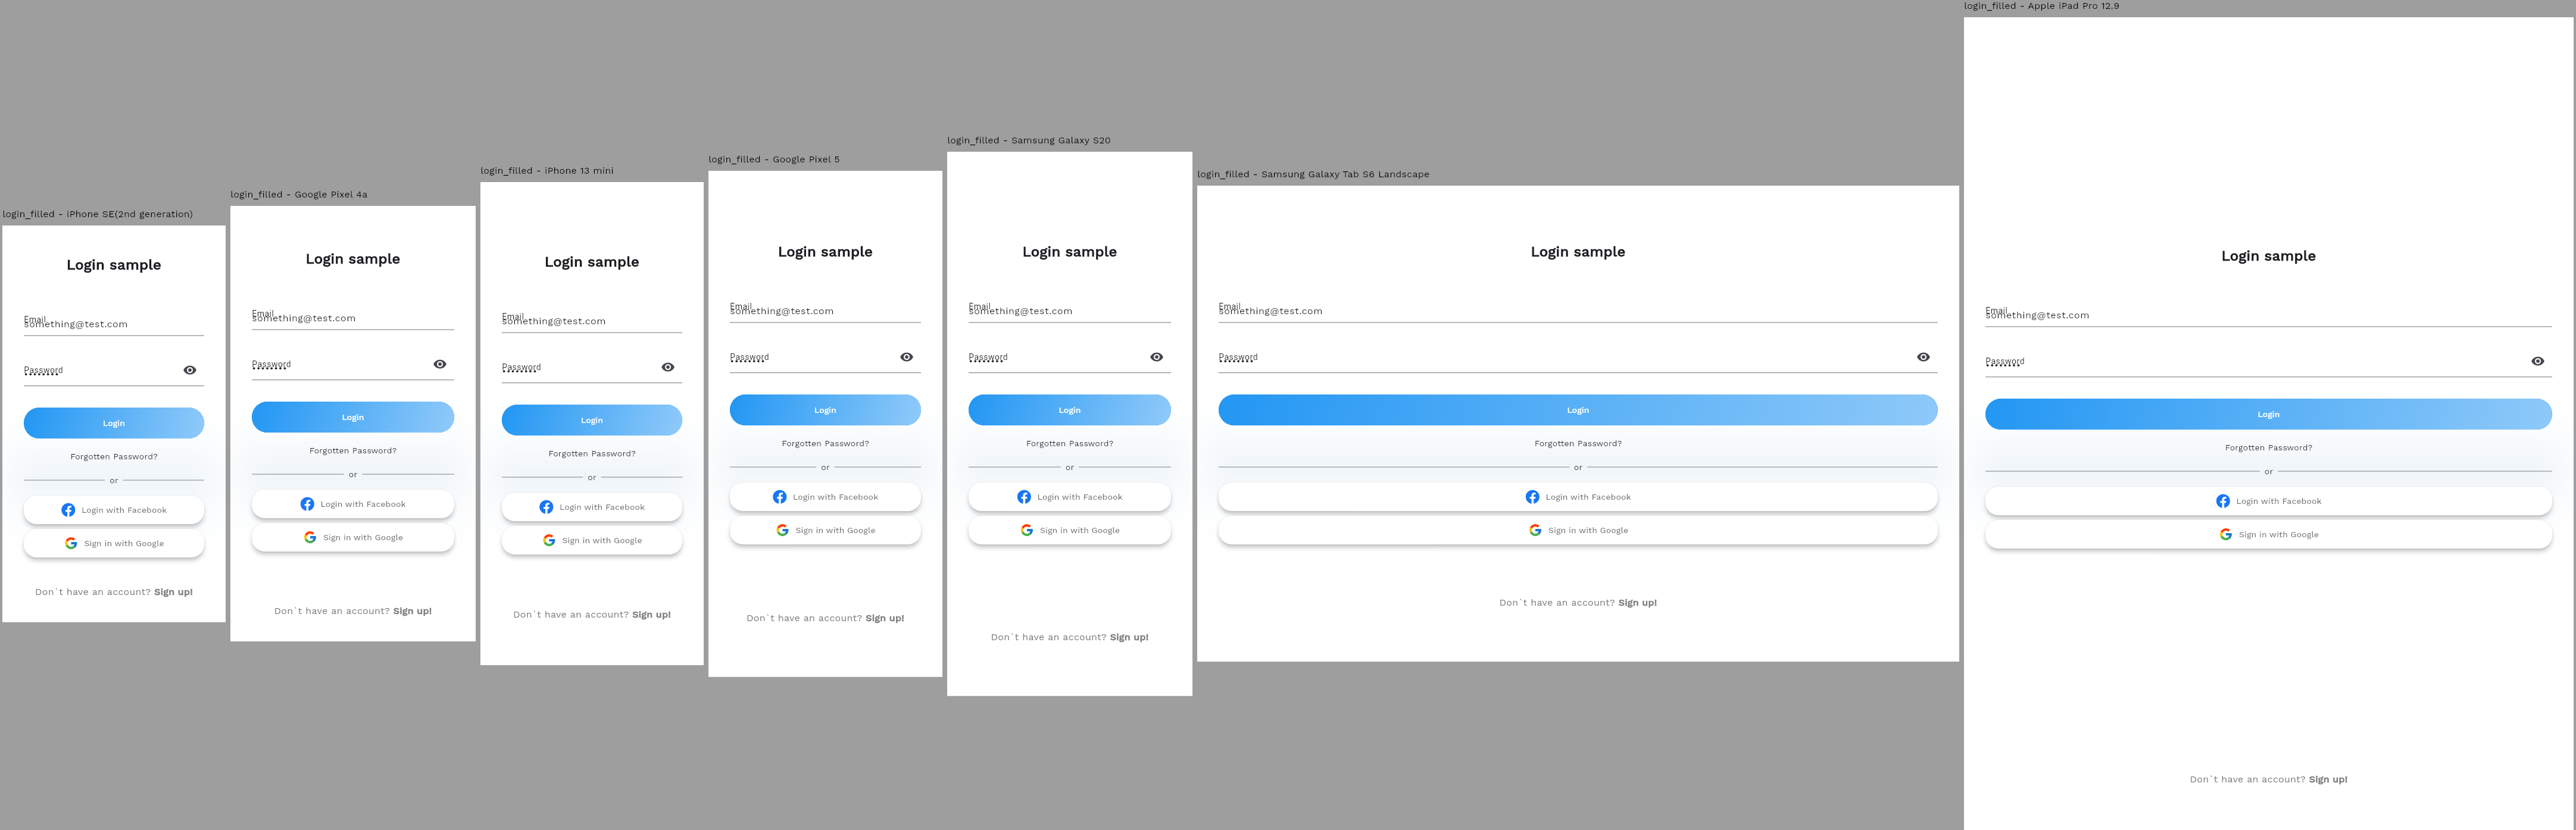 login_filled - iPhone SE(2nd generation)
Login sample
Email
something@test.com
Password
•••••••
Login
Forgotten Password?
or
Login with Facebook
Sign in with Google
Don´t have an account? Sign up!
login_filled - Google Pixel 4a
Login sample
Email
something@test.com
Password
•••••••
Login
Forgotten Password?
or
Login with Facebook
Sign in with Google
Don´t have an account? Sign up!
login_filled - iPhone 13 mini
Login sample
Email
something@test.com
Password
•••••••
Login
Forgotten Password?
or
Login with Facebook
Sign in with Google
Don´t have an account? Sign up!
login_filled - Google Pixel 5
Login sample
Email
something@test.com
Password
•••••••
Login
Forgotten Password?
or
Login with Facebook
Sign in with Google
Don´t have an account? Sign up!
login_filled - Samsung Galaxy S20
Login sample
Email
something@test.com
Password
•••••••
Login
Forgotten Password?
or
Login with Facebook
Sign in with Google
Don´t have an account? Sign up!
login_filled - Samsung Galaxy Tab S6 Landscape
Login sample
Email
something@test.com
Password
•••••••
Login
Forgotten Password?
or
Login with Facebook
Sign in with Google
Don´t have an account? Sign up!
login_filled - Apple iPad Pro 12.9
Login sample
Email
something@test.com
Password
•••••••
Login
Forgotten Password?
or
Login with Facebook
Sign in with Google
Don´t have an account? Sign up!